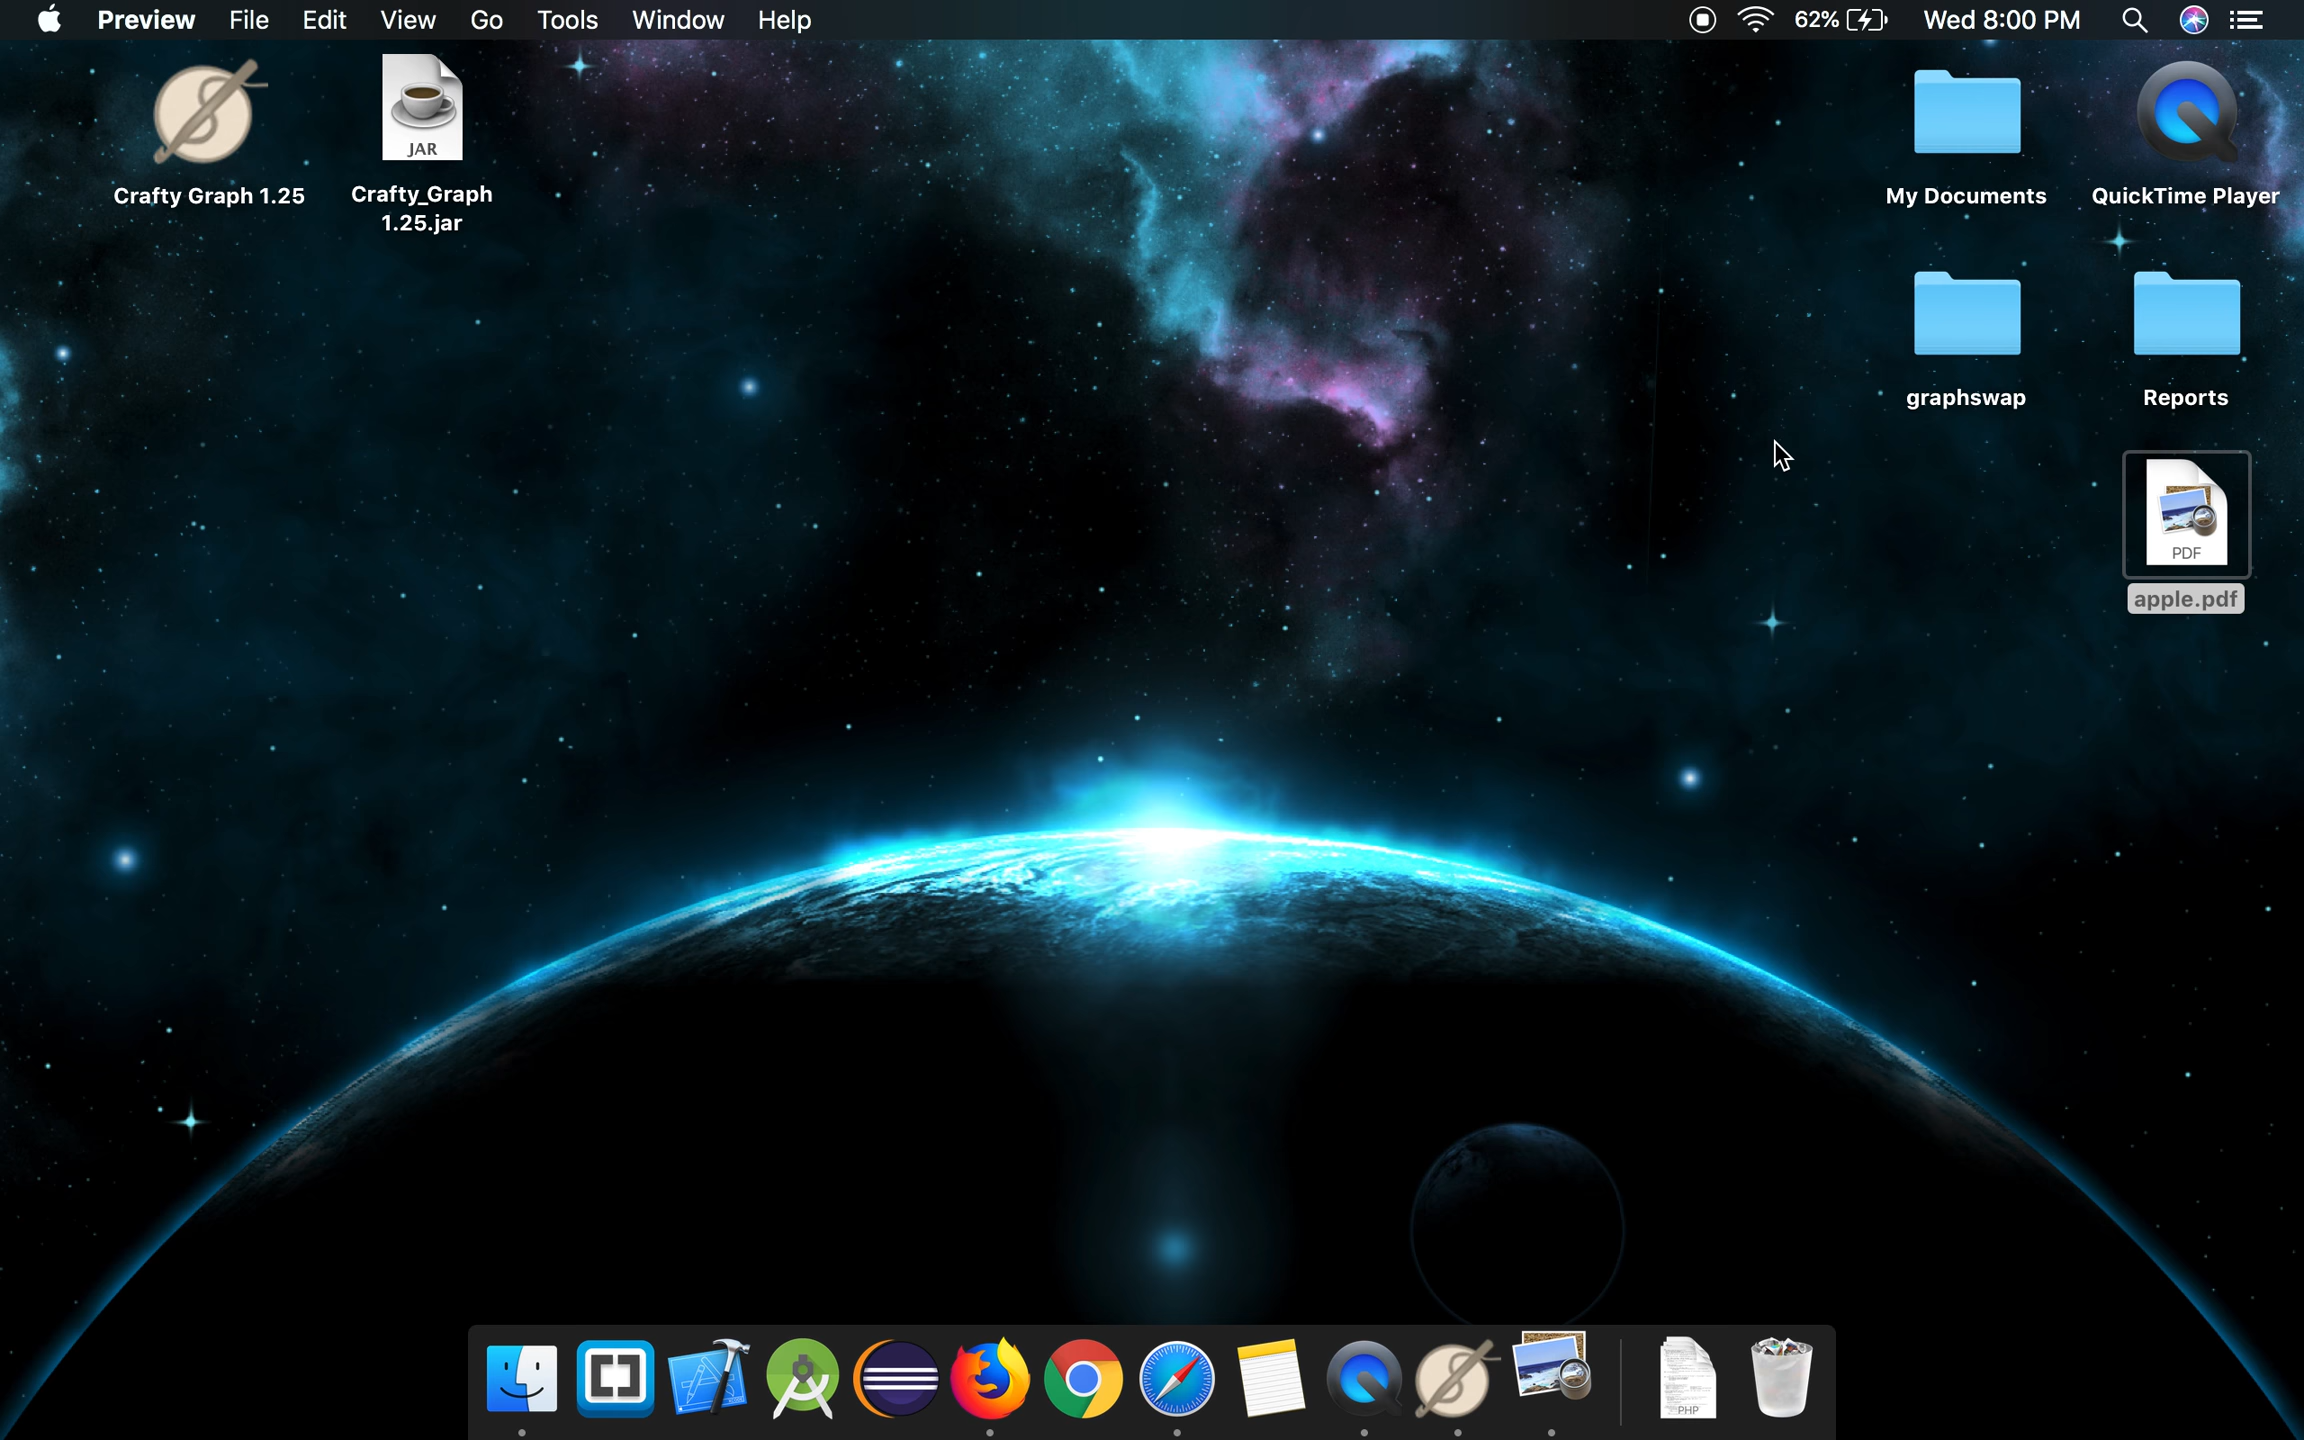 Preview File Edit View Go Tools Window Help 62% Wed 8:00 PM
JAR
Crafty Graph 1.25
Crafty_Graph
1.25.jar
My Documents
QuickTime Player
graphswap
Reports
PDF
apple.pdf
PHP